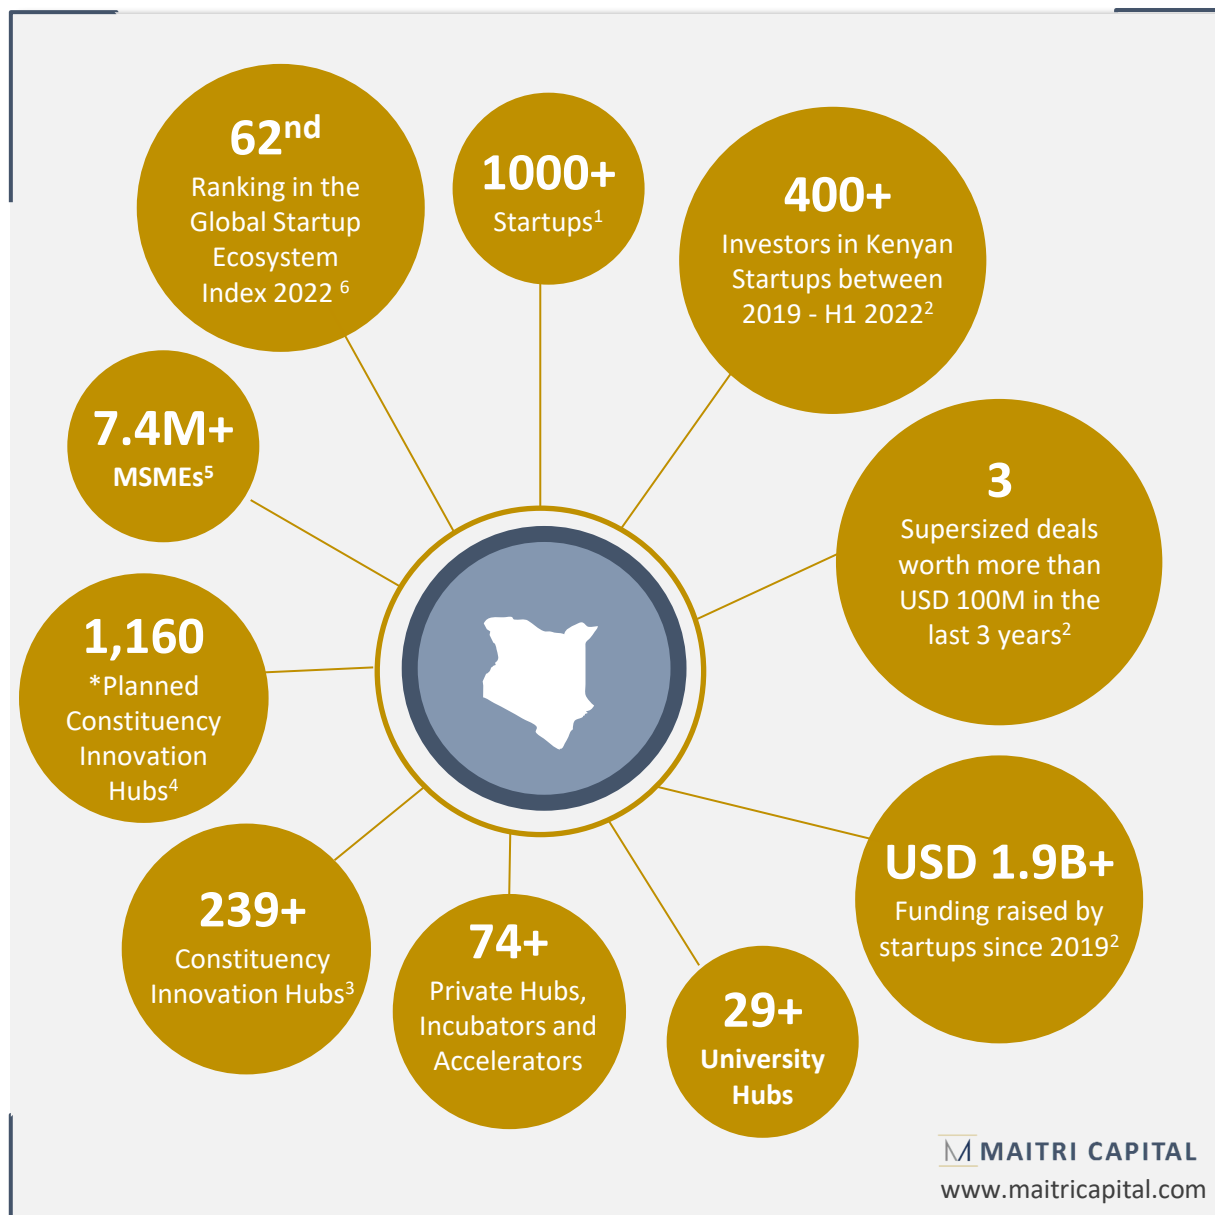 62nd
Ranking in the
Global Startup
Ecosystem
Index 2022 6
1000+
Startups1
400+
Investors in Kenyan
Startups between
2019 - H1 20222
3
Supersized deals
worth more than
USD 100M in the
last 3 years2
USD 1.9B+
Funding raised by
startups since 20192
29+
University
Hubs
74+
Private Hubs,
Incubators and
Accelerators
239+
Constituency
Innovation Hubs3
1,160
*Planned
Constituency
Innovation
Hubs4
7.4M+
MSMEs5
MAITRI CAPITAL
www.maitricapital.com